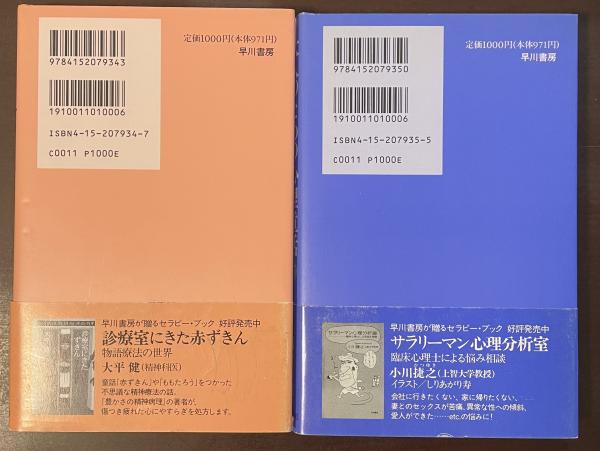 定価1000円(本体971円)
早川書房
9784152079343
1910011010006
ISBN4-15-207934-7
C0011 P1000E
早川書房が贈るセラピー・ブック 好評発売中
診療室にきた赤ずきん
物語療法の世界
大平 健(精神科医)
童話「赤ずきん」や「ももたろう」をつかった
不思議な精神療法の話。
『豊かさの精神病理』の著者が、
傷つき疲れた心にやすらぎを処方します。
定価1000円(本体971円)
早川書房
9784152079350
1910011010006
ISBN4-15-207935-5
C0011 P1000E
早川書房が贈るセラピー・ブック 好評発売中
サラリーマン心理分析室
臨床心理士による悩み相談
小川捷之(上智大学教授)
イラスト/しりあがり寿
会社に行きたくない、家に帰りたくない、
妻とのセックスが苦痛、異常な性への傾斜、
愛人ができた……etc.の悩みに!